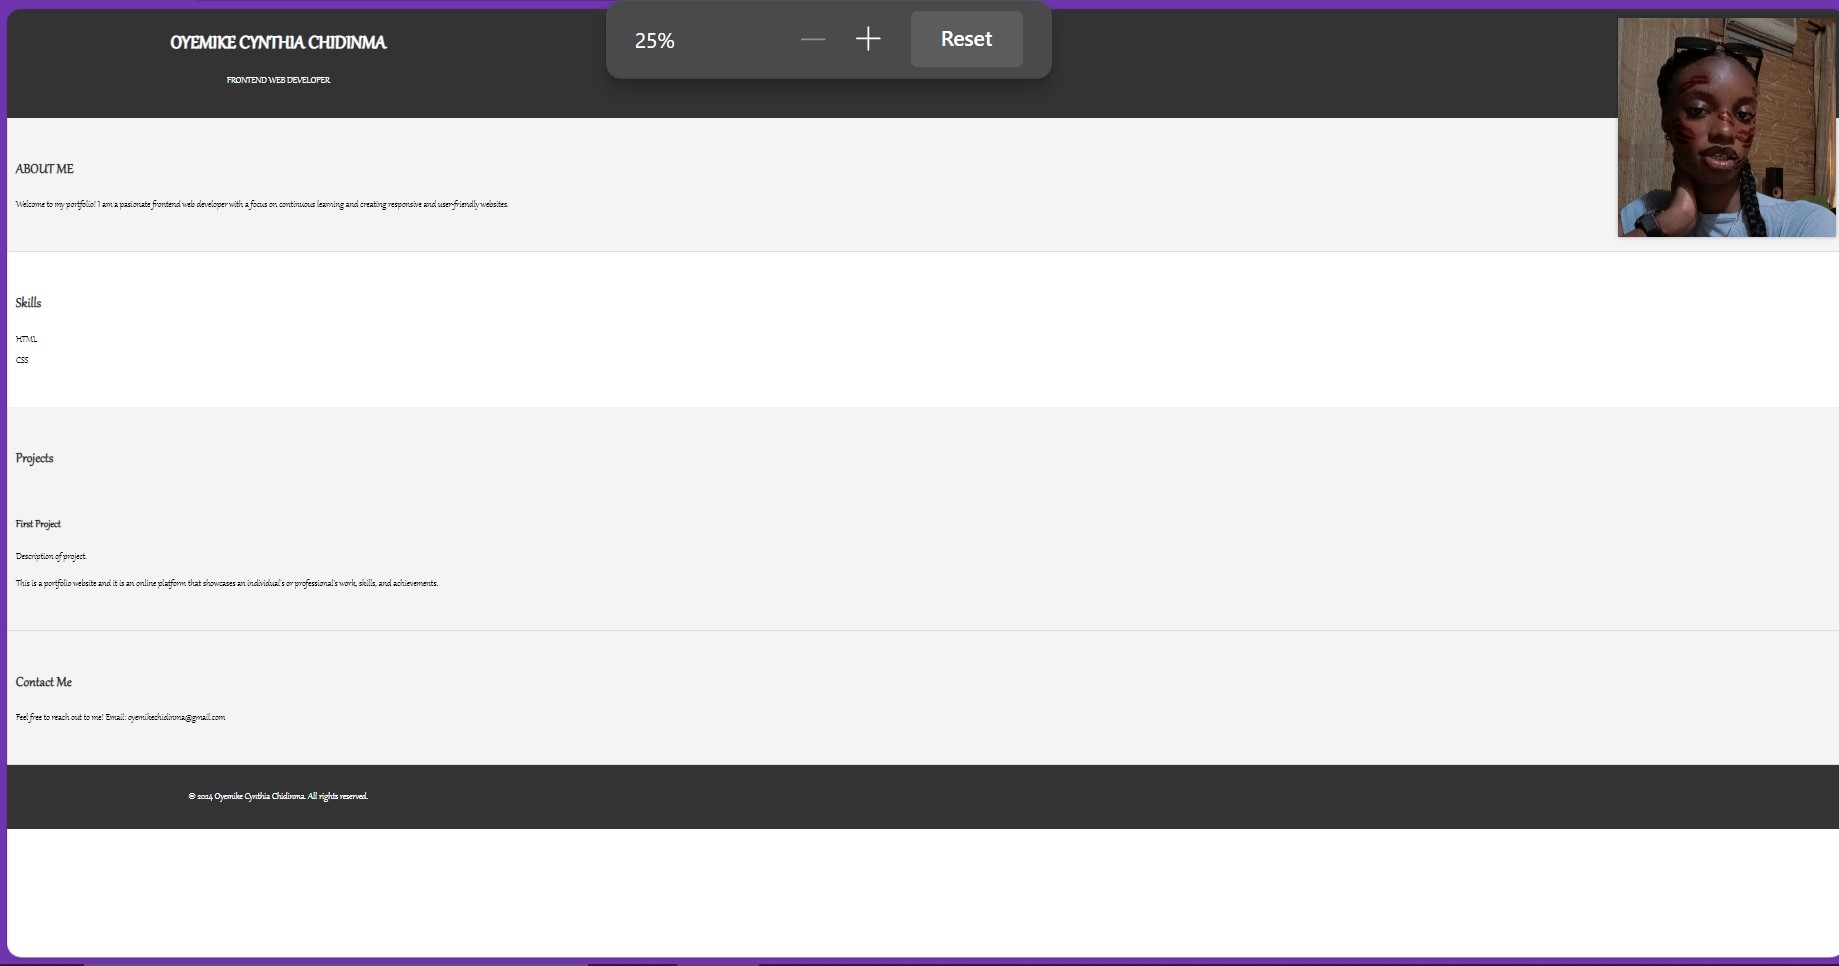 25%
Reset
OYEMIKE CYNTHIA CHIDINMA
FRONTEND WEB DEVELOPER
ABOUT ME
Welcome to my portfolio! I am a pasionate frontend web developer with a focus on continuous learning and creating responsive and user-friendly websites.
Skills
HTML
CSS
Projects
First Project
Description of project.
This is a portfolio website and it is an online platform that showcases an individual's or professional's work, skills, and achievements.
Contact Me
Feel free to reach out to me! Email: oyemikechidinma@gmail.com
© 2024 Oyemike Cynthia Chidinma. All rights reserved.